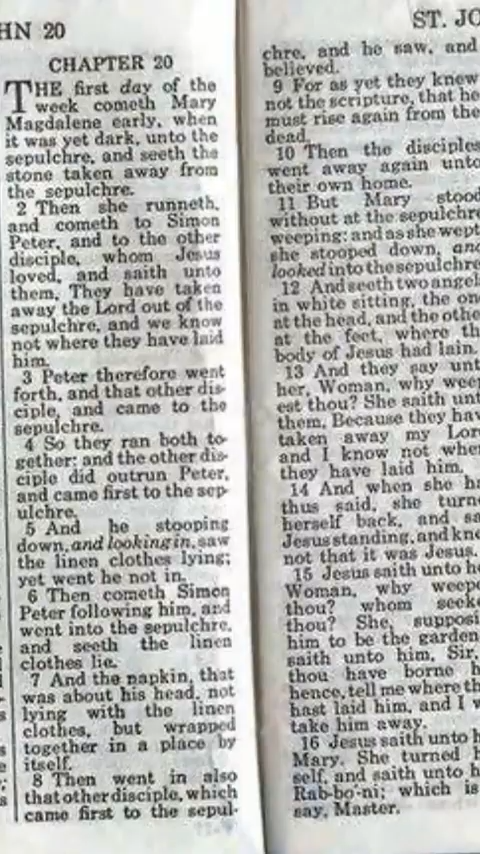 HN 20
CHAPTER 20
THE first day of the
week cometh Mary
Magdalene early, when
it was yet dark, unto the
sepulchre, and seeth the
stone taken away from
the sepulchre.
2 Then she runneth,
and cometh to Simon
Peter, and to the other
disciple, whom Jesus
loved, and saith unto
them, They have taken
away the Lord out of the
sepulchre, and we know
not where they have laid
him.
3 Peter therefore went
forth, and that other dis-
ciple, and came to the
sepulchre.
4 So they ran both to-
gether: and the other dis-
ciple did outrun Peter,
and came first to the sep-
ulchre.
5 And he stooping
down, and looking in, saw
the linen clothes lying;
yet went he not in.
6 Then cometh Simon
Peter following him, and
went into the sepulchre,
and seeth the linen
clothes lie.
7 And the napkin, that
was about his head, not
lying with the linen
clothes, but wrapped
together in a place by
itself.
8 Then went in also
that other disciple, which
came first to the sepul-
ST. JO
chre, and he saw, and
believed.
9 For as yet they knew
not the scripture, that he
must rise again from the
dead.
10 Then the disciples
went away again unto
their own home.
11 But Mary stood
without at the sepulchre
weeping: and as she wept
she stooped down, and
looked into the sepulchre
12 And seeth two angel
in white sitting, the on
at the head, and the othe
at the feet, where th
body of Jesus had lain.
13 And they say unt
her, Woman, why weep
est thou? She saith unt
them, Because they hav
taken away my Lor
and I know not whe
they have laid him.
14 And when she ha
thus said, she turn
herself back, and sa
Jesus standing, and kne
not that it was Jesus.
15 Jesus saith unto he
Woman, why weepe
thou? whom seeke
thou? She, supposi
him to be the garden
saith unto him, Sir,
thou have borne h
hence, tell me where th
hast laid him, and I w
take him away.
16 Jesus saith unto h
Mary. She turned h
self, and saith unto h
Rab-bo'-ni; which is
say, Master.